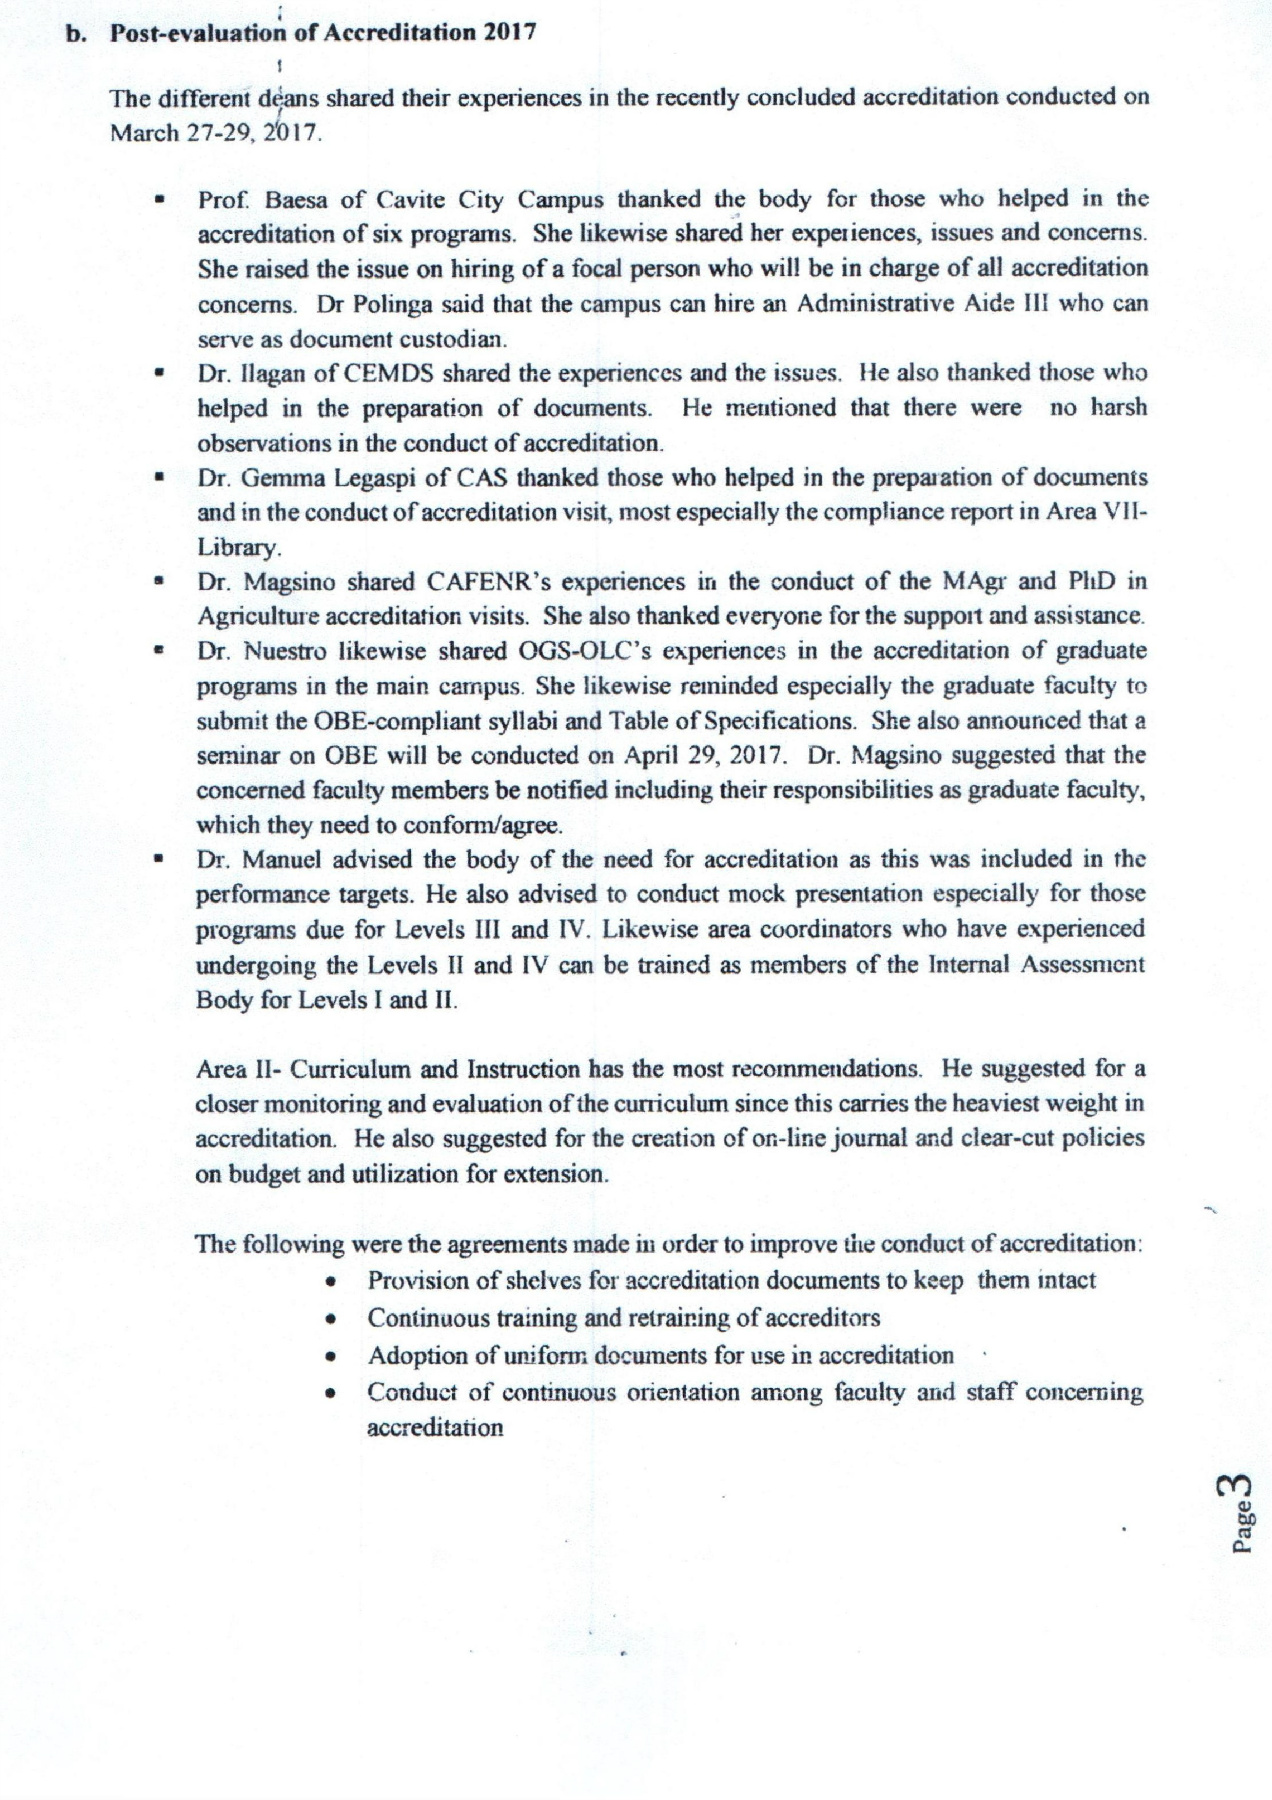 b. Post-evaluation of Accreditation 2017
The different deans shared their experiences in the recently concluded accreditation conducted on
March 27-29, 2017.
▪ Prof. Baesa of Cavite City Campus thanked the body for those who helped in the
accreditation of six programs. She likewise shared her experiences, issues and concerns.
She raised the issue on hiring of a focal person who will be in charge of all accreditation
concerns. Dr Polinga said that the campus can hire an Administrative Aide III who can
serve as document custodian.
▪ Dr. Ilagan of CEMDS shared the experiences and the issues. He also thanked those who
helped in the preparation of documents. He mentioned that there were no harsh
observations in the conduct of accreditation.
▪ Dr. Gemma Legaspi of CAS thanked those who helped in the preparation of documents
and in the conduct of accreditation visit, most especially the compliance report in Area VII-
Library.
▪ Dr. Magsino shared CAFENR's experiences in the conduct of the MAgr and PhD in
Agriculture accreditation visits. She also thanked everyone for the support and assistance.
▪ Dr. Nuestro likewise shared OGS-OLC's experiences in the accreditation of graduate
programs in the main campus. She likewise reminded especially the graduate faculty to
submit the OBE-compliant syllabi and Table of Specifications. She also announced that a
seminar on OBE will be conducted on April 29, 2017. Dr. Magsino suggested that the
concerned faculty members be notified including their responsibilities as graduate faculty,
which they need to conform/agree.
▪ Dr. Manuel advised the body of the need for accreditation as this was included in the
performance targets. He also advised to conduct mock presentation especially for those
programs due for Levels III and IV. Likewise area coordinators who have experienced
undergoing the Levels II and IV can be trained as members of the Internal Assessment
Body for Levels I and II.
Area II- Curriculum and Instruction has the most recommendations. He suggested for a
closer monitoring and evaluation of the curriculum since this carries the heaviest weight in
accreditation. He also suggested for the creation of on-line journal and clear-cut policies
on budget and utilization for extension.
The following were the agreements made in order to improve the conduct of accreditation:
• Provision of shelves for accreditation documents to keep them intact
• Continuous training and retraining of accreditors
• Adoption of uniform documents for use in accreditation
• Conduct of continuous orientation among faculty and staff concerning
accreditation
Page 3